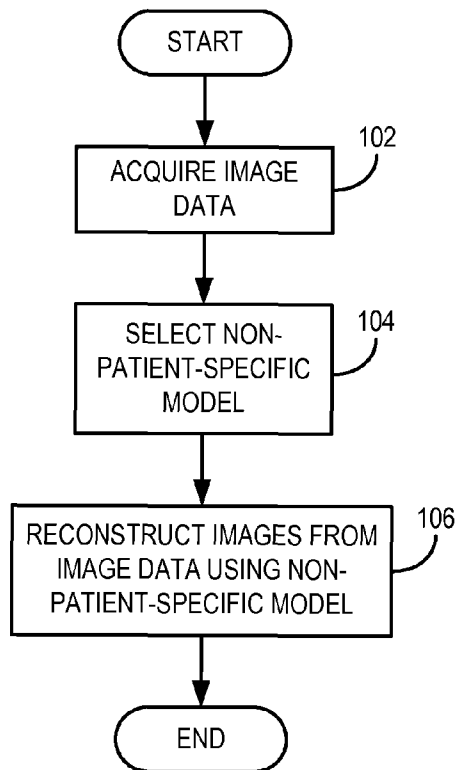 START
102
ACQUIRE IMAGE
DATA
104
SELECT NON-
PATIENT-SPECIFIC
MODEL
106
RECONSTRUCT IMAGES FROM
IMAGE DATA USING NON-
PATIENT-SPECIFIC MODEL
END